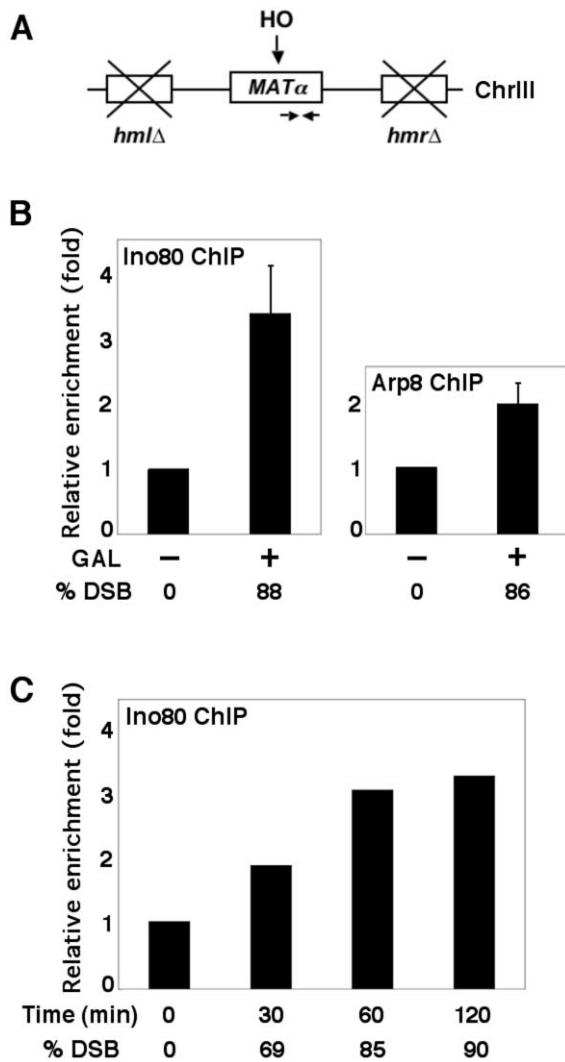 A
HO
MATα
ChrIII
hmlΔ
hmrΔ
B
Relative enrichment (fold)
Ino80 ChIP
4
3
2
1
0
Arp8 ChIP
2
1
0
GAL − + − +
% DSB 0 88 0 86
C
Relative enrichment (fold)
Ino80 ChIP
4
3
2
1
0
Time (min) 0 30 60 120
% DSB 0 69 85 90